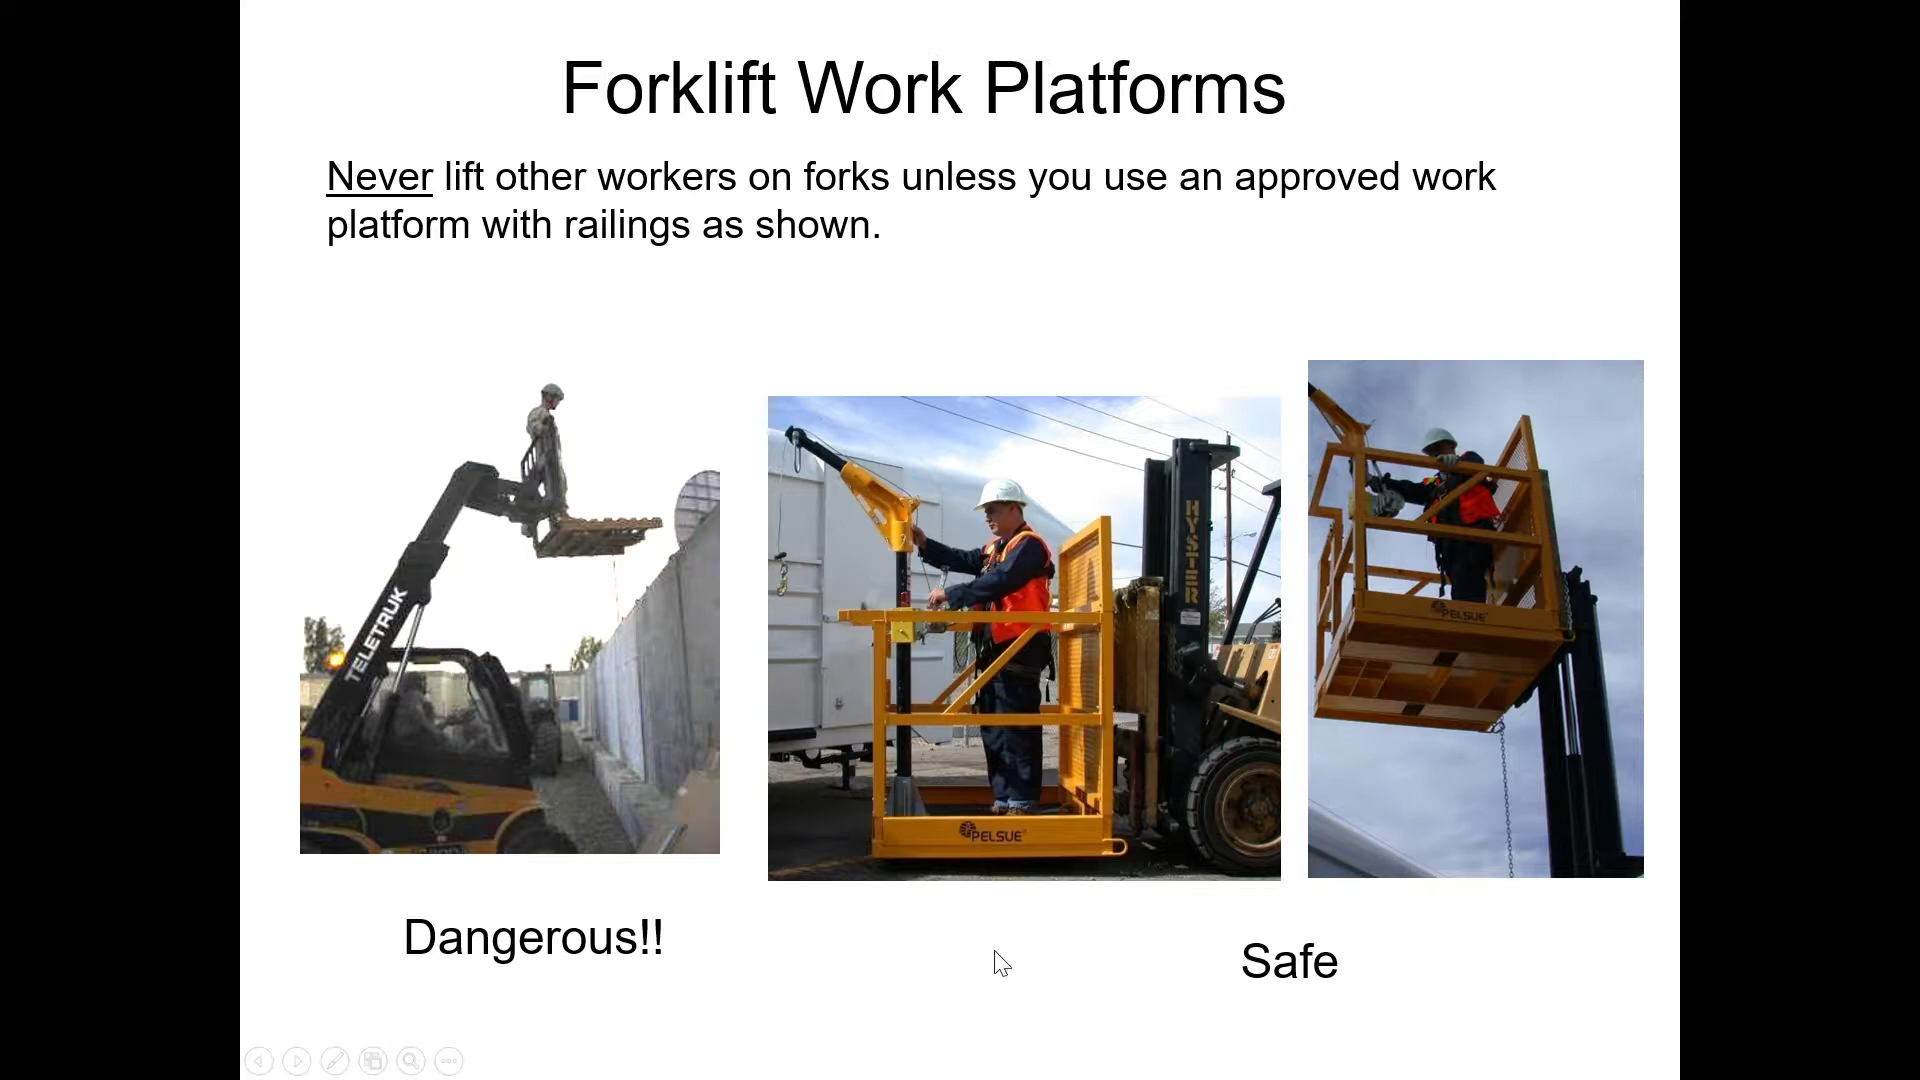 Forklift Work Platforms
Never lift other workers on forks unless you use an approved work
platform with railings as shown.
TELETRUK
HYSTER
PELSUE
PELSUE
Dangerous!!
Safe